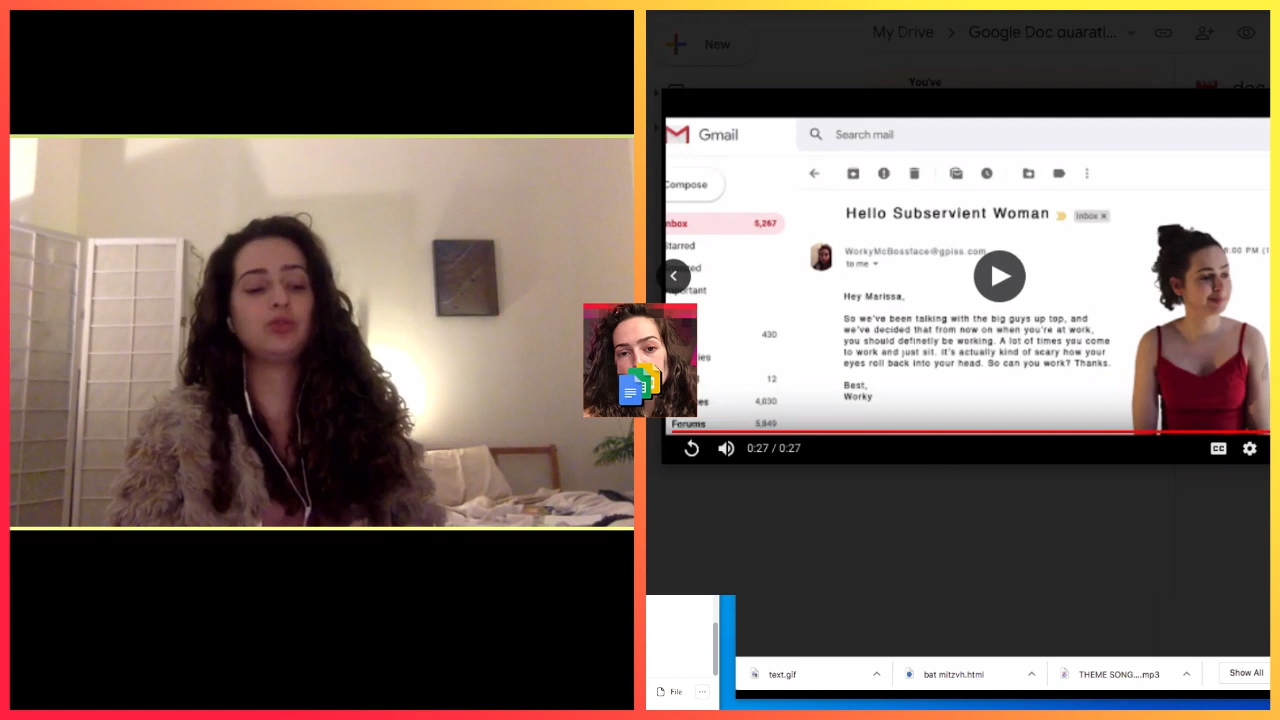 New
My Drive > Google Doc quarati...
You've
Gmail
Search mail
Compose
Hello Subservient Woman
Inbox x
nbox 5,267
WorkyMcBossface@gpiss.com
8:00 PM (1
Starred
to me
Hey Marissa,
So we've been talking with the big guys up top, and
we've decided that from now on when you're at work,
430
you should definetly be working. A lot of times you come
to work and just sit. It's actually kind of scary how your
eyes roll back into your head. So can you work? Thanks.
12
Best,
4,030
Worky
Forums 5,849
0:27 / 0:27
CC
File
text.gif
bat mitzvh.html
THEME SONG....mp3
Show All